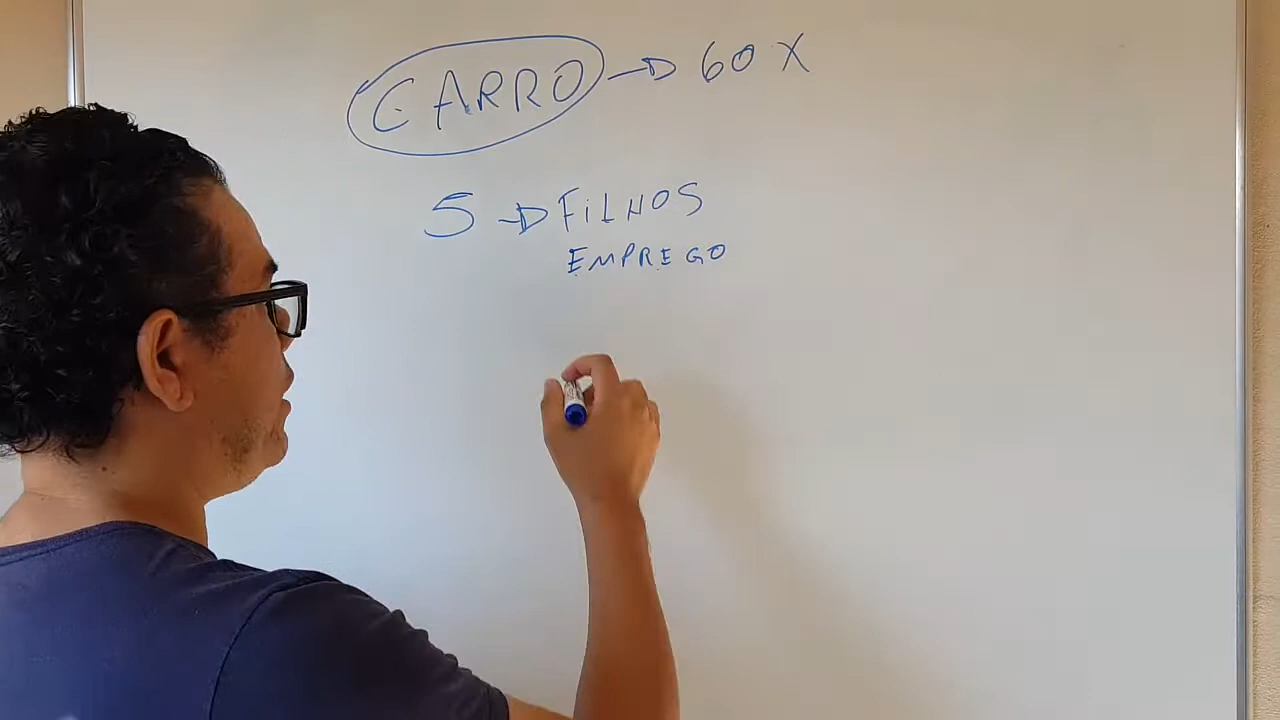 CARRO → 60 X
5 → FILHOS
EMPREGO